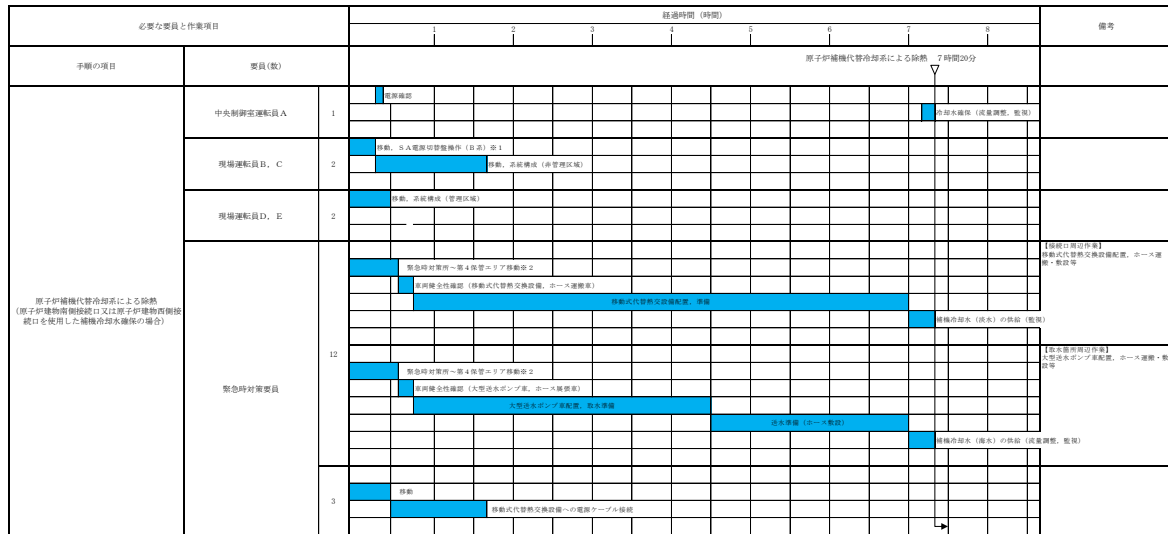 必要な要員と作業項目
経過時間（時間）
備考
1 2 3 4 5 6 7 8
手順の項目
要員(数)
原子炉補機代替冷却系による除熱 7時間20分
▽
原子炉補機代替冷却系による除熱
(原子炉建物南側接続口又は原子炉建物西側接
続口を使用した補機冷却水確保の場合)
中央制御室運転員A
1
電源確認
冷却水確保（流量調整，監視）
現場運転員B，C
2
移動，SA電源切替盤操作（B系）※1
移動，系統構成（非管理区域）
現場運転員D，E
2
移動，系統構成（管理区域）
緊急時対策要員
12
緊急時対策所～第4保管エリア移動※2
車両健全性確認（移動式代替熱交換設備，ホース運搬車）
移動式代替熱交設備配置，準備
補機冷却水（淡水）の供給（監視）
【接続口周辺作業】
移動式代替熱交換設備配置，ホース運
搬・敷設等
緊急時対策所～第4保管エリア移動※2
車両健全性確認（大型送水ポンプ車，ホース展張車）
大型送水ポンプ車配置，取水準備
送水準備（ホース敷設）
補機冷却水（海水）の供給（流量調整，監視）
【取水箇所周辺作業】
大型送水ポンプ車配置，ホース運搬・敷
設等
3
移動
移動式代替熱交換設備への電源ケーブル接続